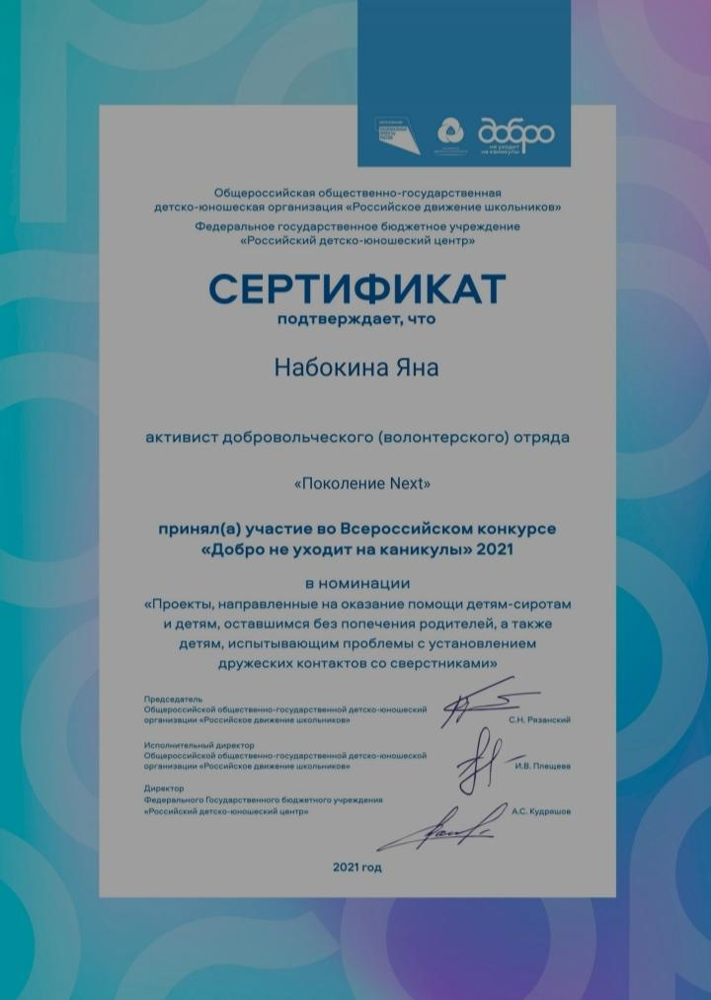 добро
не уходит
на каникулы
Общероссийская общественно-государственная
детско-юношеская организация «Российское движение школьников»
Федеральное государственное бюджетное учреждение
«Российский детско-юношеский центр»
СЕРТИФИКАТ
подтверждает, что
Набокина Яна
активист добровольческого (волонтерского) отряда
«Поколение Next»
принял(а) участие во Всероссийском конкурсе
«Добро не уходит на каникулы» 2021
в номинации
«Проекты, направленные на оказание помощи детям-сиротам
и детям, оставшимся без попечения родителей, а также
детям, испытывающим проблемы с установлением
дружеских контактов со сверстниками»
Председатель
Общероссийской общественно-государственной детско-юношеский
организации «Российское движение школьников»
С.Н. Рязанский
Исполнительный директор
Общероссийской общественно-государственной детско-юношеской
организации «Российское движение школьников»
И.В. Плещева
Директор
Федерального Государственного бюджетного учреждения
«Российский детско-юношеский центр»
А.С. Кудряшов
2021 год